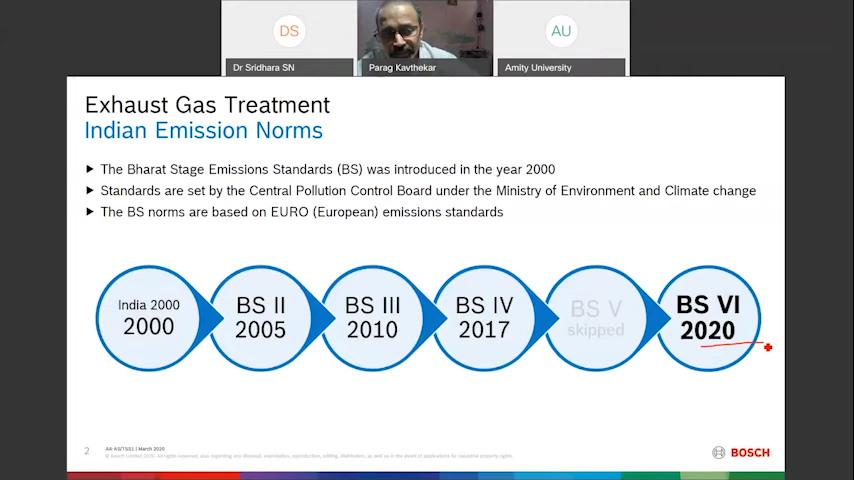 DS
AU
Dr Sridhara SN
Parag Kavthekar
Amity University
Exhaust Gas Treatment
Indian Emission Norms
The Bharat Stage Emissions Standards (BS) was introduced in the year 2000
Standards are set by the Central Pollution Control Board under the Ministry of Environment and Climate change
The BS norms are based on EURO (European) emissions standards
India 2000
2000
BS II
2005
BS III
2010
BS IV
2017
BS V
skipped
BS VI
2020
2
AA-AS/TSS1 | March 2020
© Bosch Limited 2020. All rights reserved, also regarding any disposal, exploitation, reproduction, editing, distribution, as well as in the event of applications for industrial property rights.
BOSCH